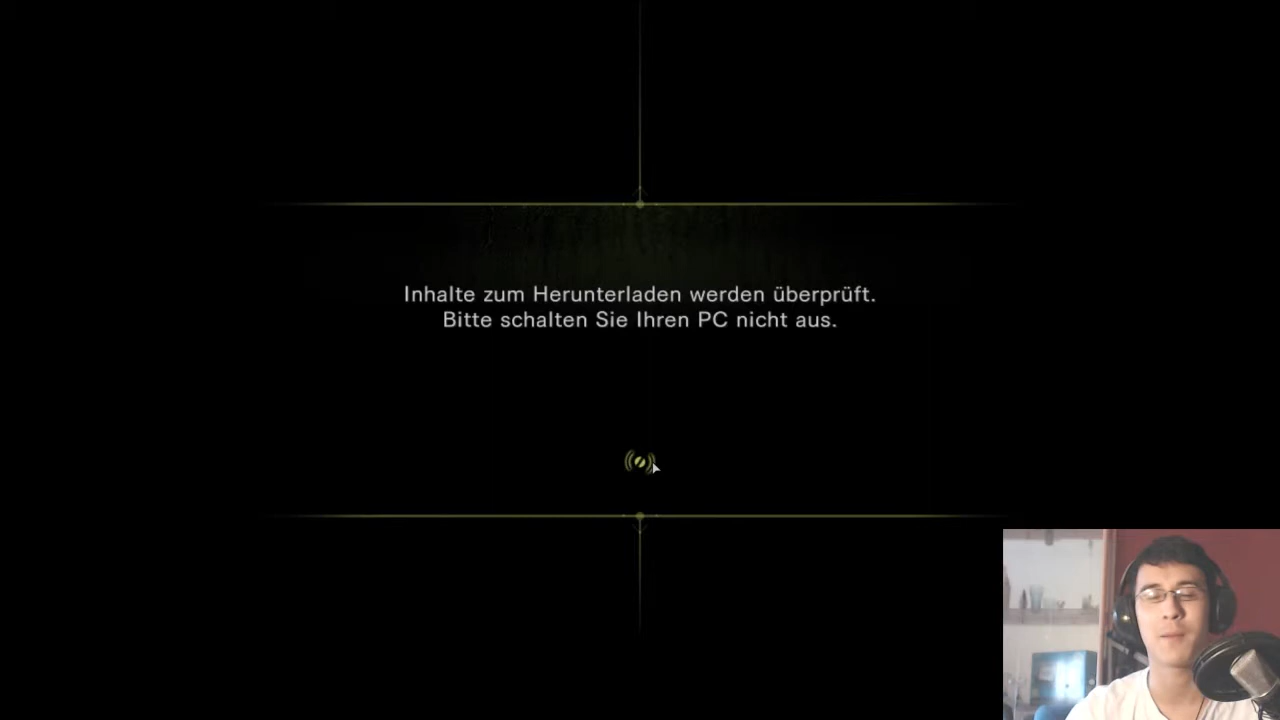 Inhalte zum Herunterladen werden überprüft.
Bitte schalten Sie Ihren PC nicht aus.